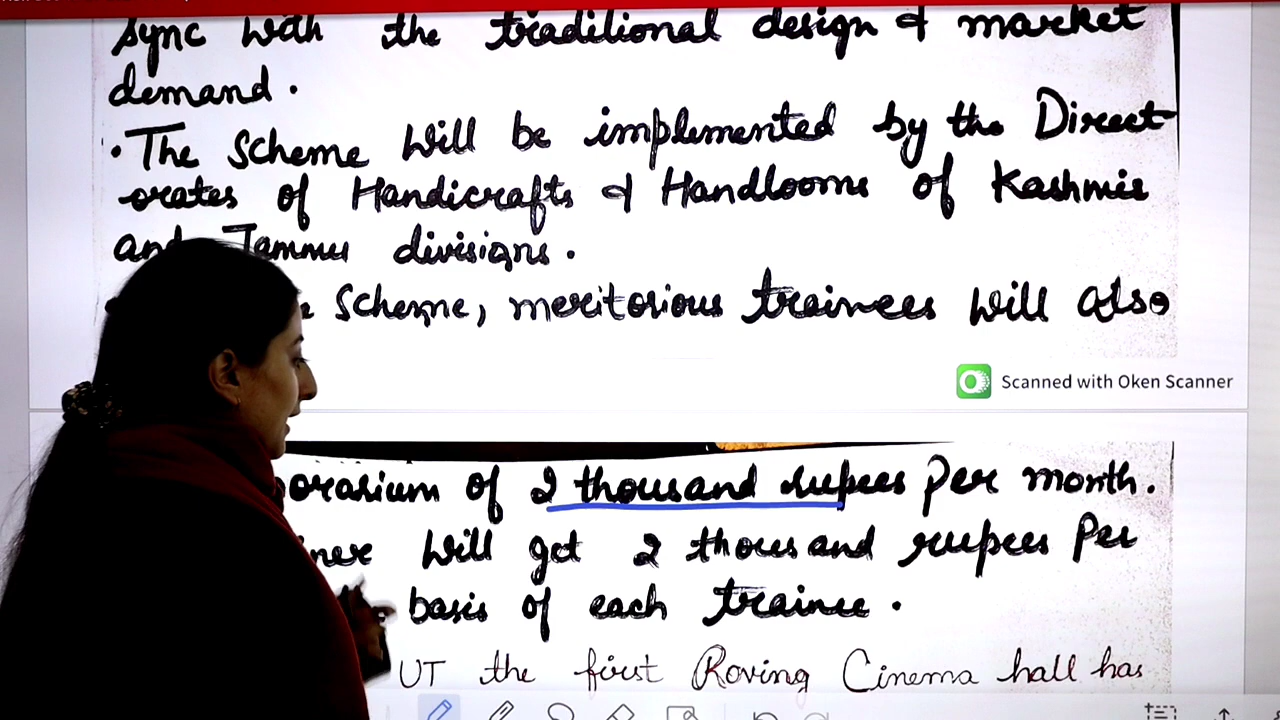 sync with the traditional design & market
demand.
• The Scheme will be implemented by the Direct
orates of Handicrafts & Handlooms of Kashmir
and Jammu divisions.
Scheme, meritorious trainees will also
Scanned with Oken Scanner
orarium of 2 thousand rupees per month.
will get 2 thousand rupees Per
basis of each trainee.
UT the first Roving Cinema hall has